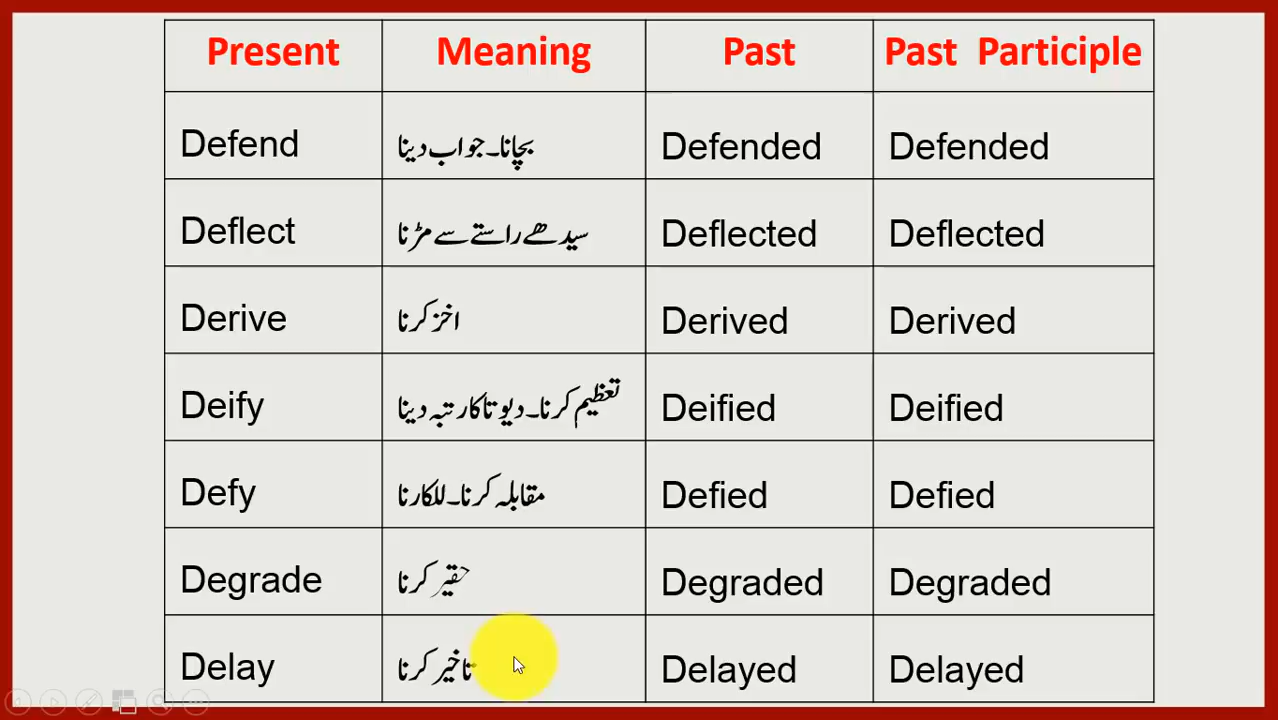 Present Meaning Past Past Participle
Defend بچانا۔جواب دینا Defended Defended
Deflect سیدھے راستے سے مڑنا Deflected Deflected
Derive اخز کرنا Derived Derived
Deify تعظیم کرنا۔دیوتا کا رتبہ دینا Deified Deified
Defy مقابلہ کرنا۔للکارنا Defied Defied
Degrade حقیر کرنا Degraded Degraded
Delay تاخیر کرنا Delayed Delayed